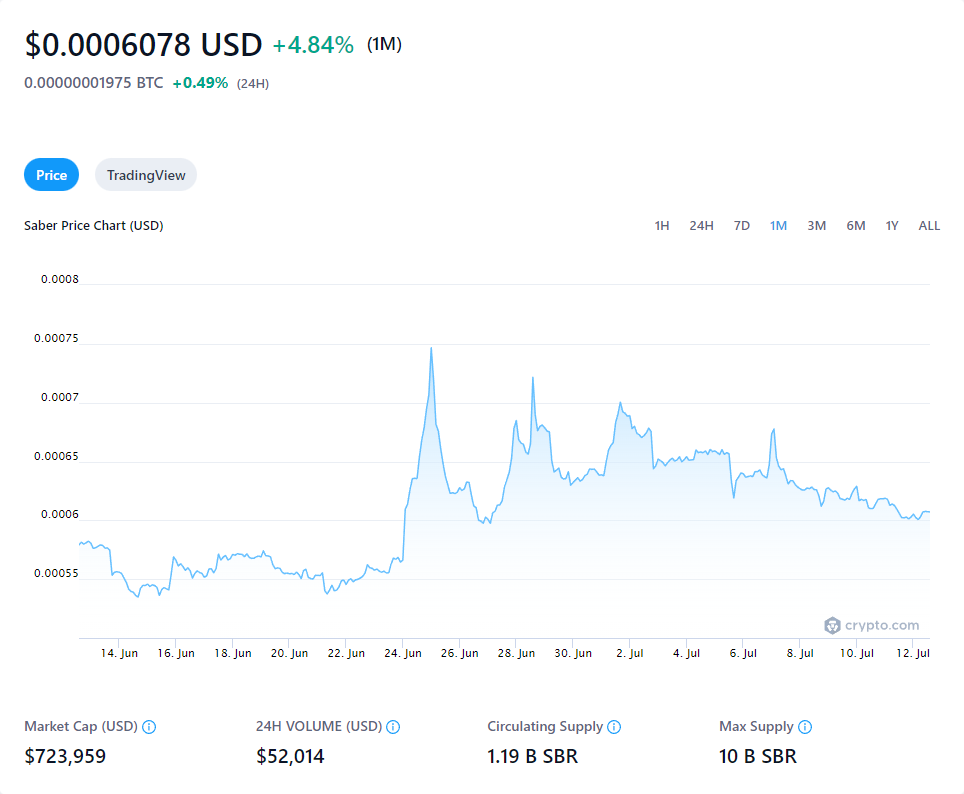 $0.0006078 USD +4.84% (1M)
0.00000001975 BTC +0.49% (24H)
Price TradingView
Saber Price Chart (USD) 1H 24H 7D 1M 3M 6M 1Y ALL
0.0008
0.00075
0.0007
0.00065
0.0006
0.00055
crypto.com
14. Jun 16. Jun 18. Jun 20. Jun 22. Jun 24. Jun 26. Jun 28. Jun 30. Jun 2. Jul 4. Jul 6. Jul 8. Jul 10. Jul 12. Jul
Market Cap (USD) 24H VOLUME (USD) Circulating Supply Max Supply
$723,959 $52,014 1.19 B SBR 10 B SBR